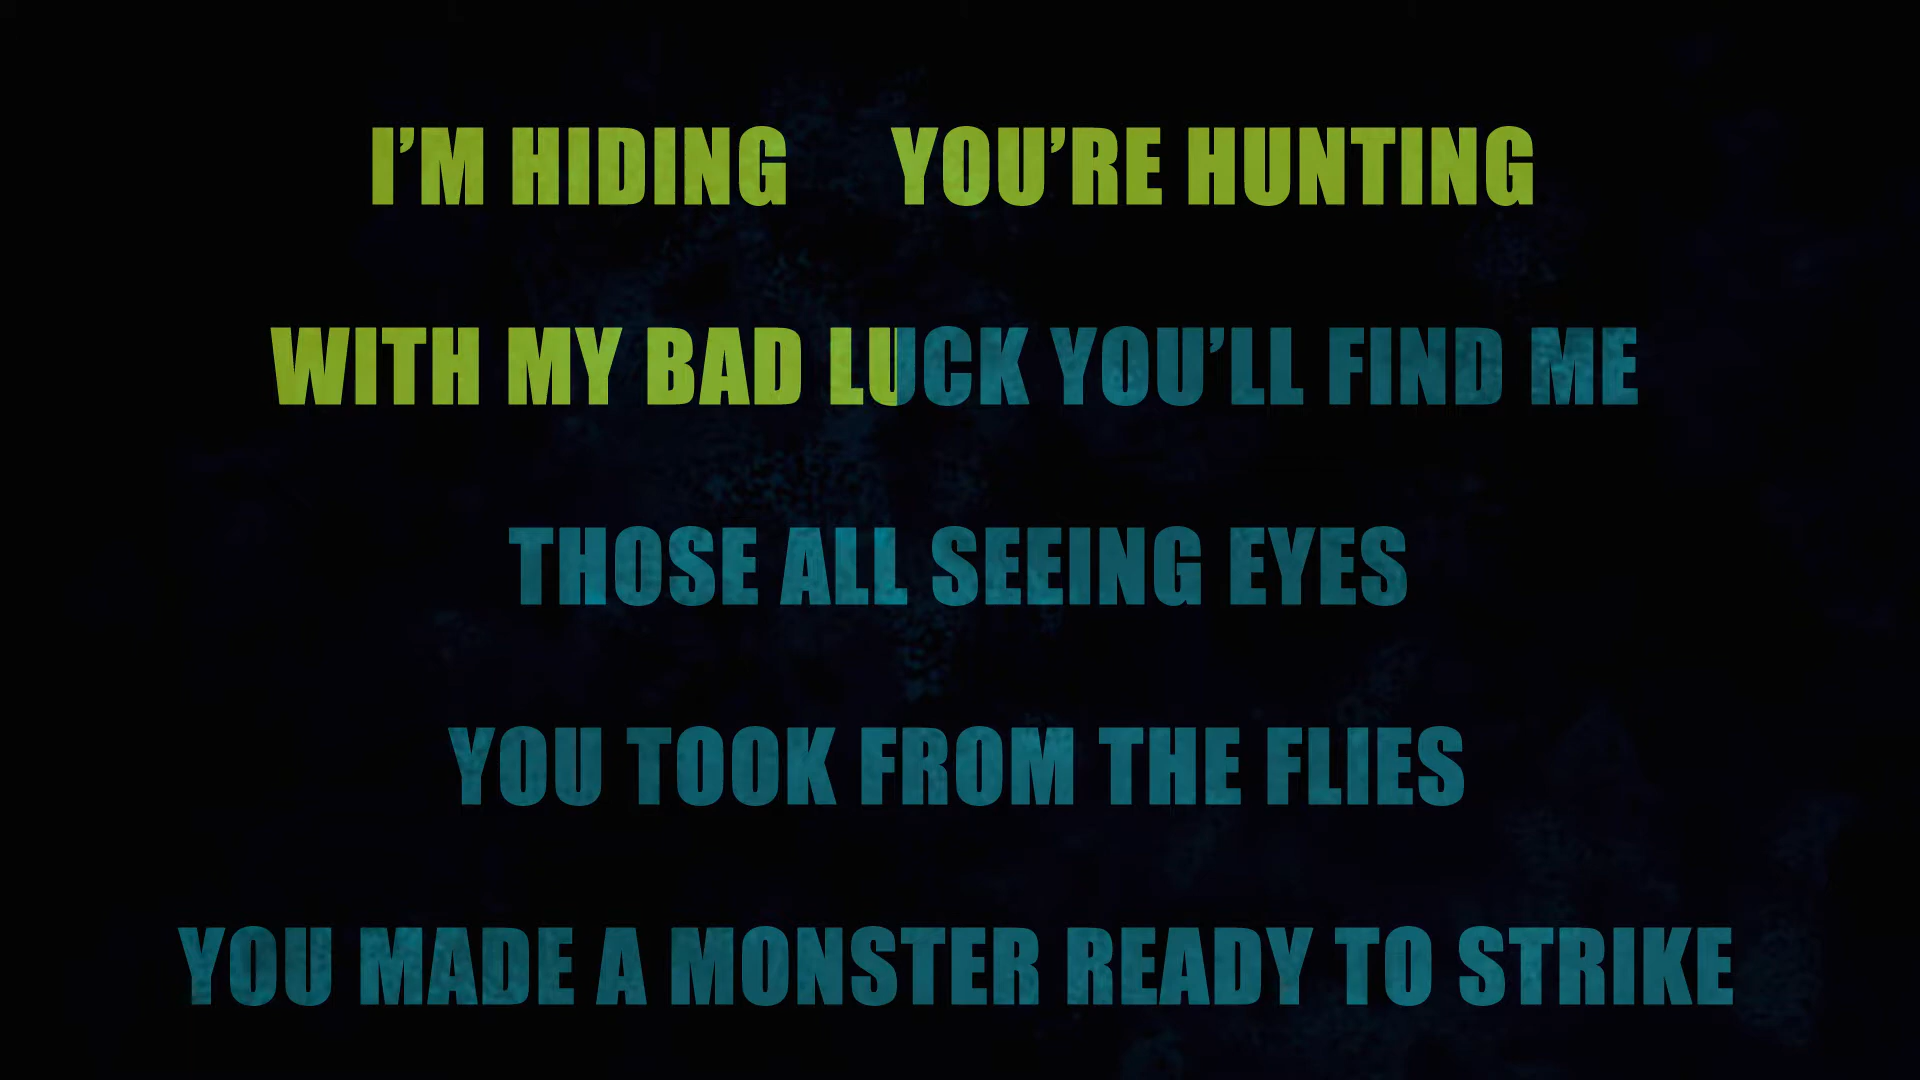 I’M HIDING YOU’RE HUNTING
WITH MY BAD LUCK YOU’LL FIND ME
THOSE ALL SEEING EYES
YOU TOOK FROM THE FLIES
YOU MADE A MONSTER READY TO STRIKE